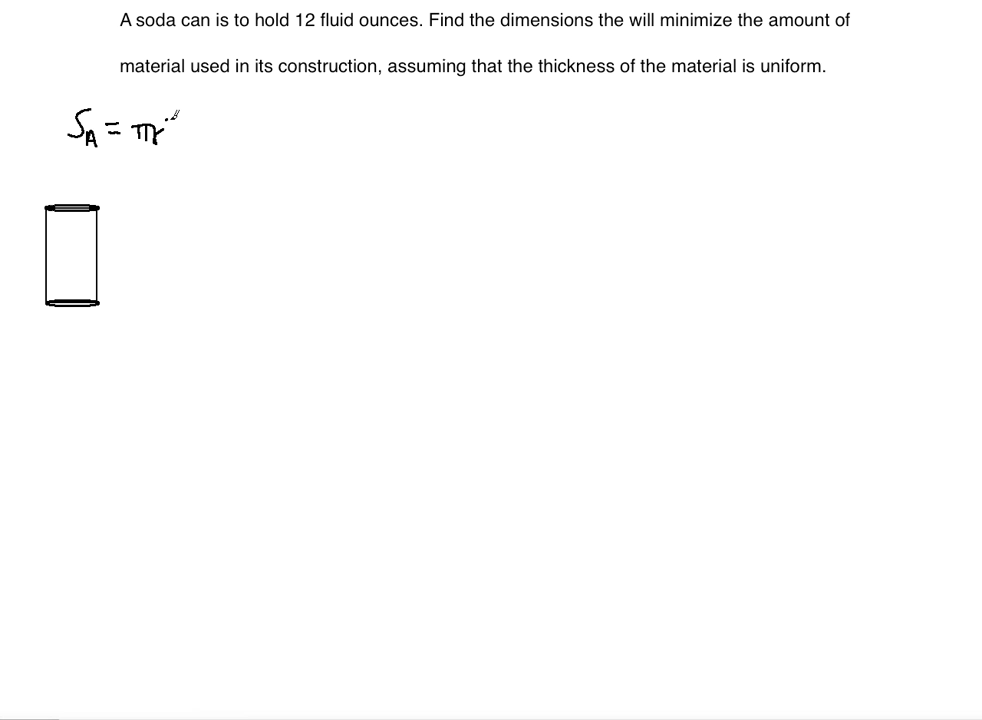 A soda can is to hold 12 fluid ounces. Find the dimensions the will minimize the amount of
material used in its construction, assuming that the thickness of the material is uniform.
S_A = πr